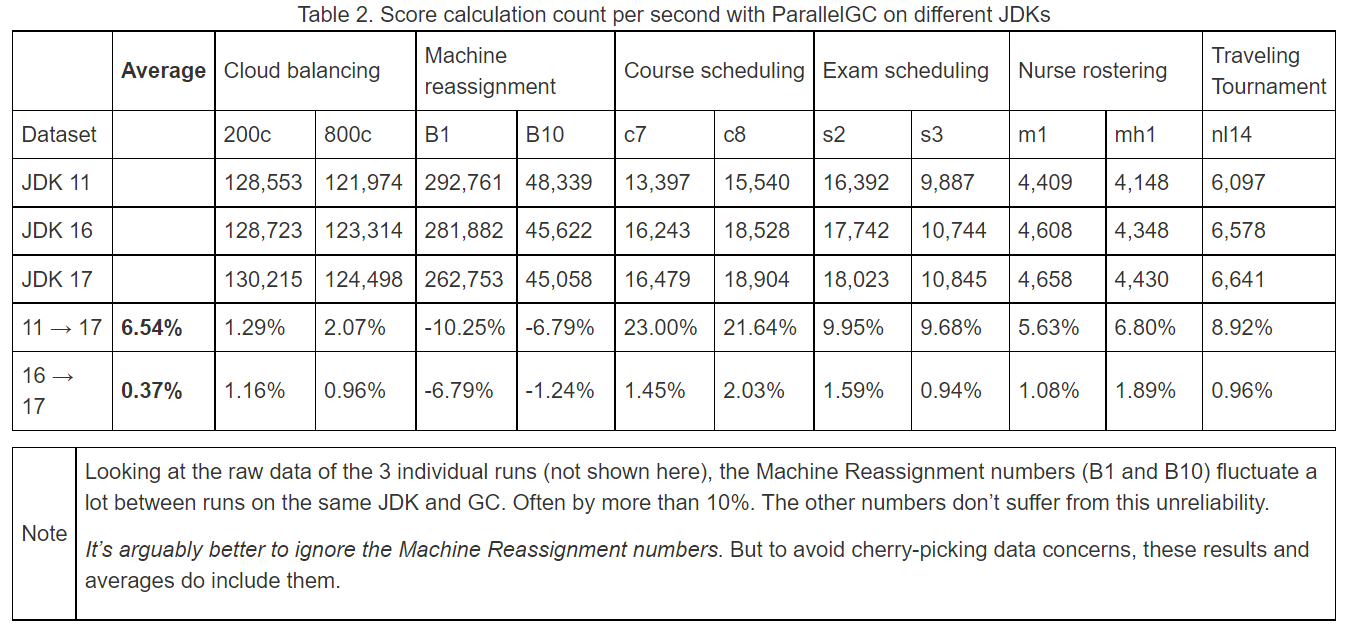 Table 2. Score calculation count per second with ParallelGC on different JDKs
Average Cloud balancing Machine reassignment Course scheduling Exam scheduling Nurse rostering Traveling Tournament
Dataset 200c 800c B1 B10 c7 c8 s2 s3 m1 mh1 nl14
JDK 11 128,553 121,974 292,761 48,339 13,397 15,540 16,392 9,887 4,409 4,148 6,097
JDK 16 128,723 123,314 281,882 45,622 16,243 18,528 17,742 10,744 4,608 4,348 6,578
JDK 17 130,215 124,498 262,753 45,058 16,479 18,904 18,023 10,845 4,658 4,430 6,641
11 → 17 6.54% 1.29% 2.07% -10.25% -6.79% 23.00% 21.64% 9.95% 9.68% 5.63% 6.80% 8.92%
16 → 17 0.37% 1.16% 0.96% -6.79% -1.24% 1.45% 2.03% 1.59% 0.94% 1.08% 1.89% 0.96%
Note
Looking at the raw data of the 3 individual runs (not shown here), the Machine Reassignment numbers (B1 and B10) fluctuate a
lot between runs on the same JDK and GC. Often by more than 10%. The other numbers don’t suffer from this unreliability.
It’s arguably better to ignore the Machine Reassignment numbers. But to avoid cherry-picking data concerns, these results and
averages do include them.